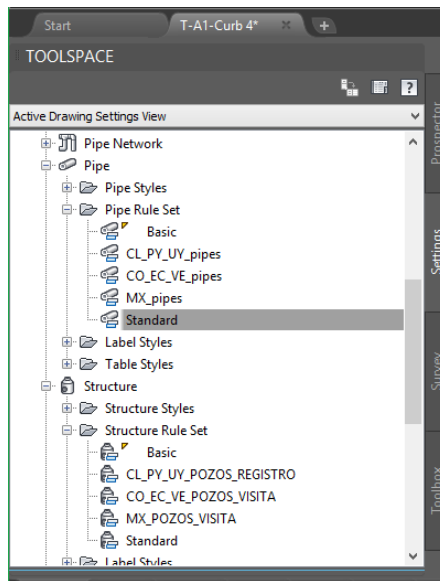 Start
T-A1-Curb 4*
TOOLSPACE
Active Drawing Settings View
Pipe Network
Pipe
Pipe Styles
Pipe Rule Set
Basic
CL_PY_UY_pipes
CO_EC_VE_pipes
MX_pipes
Standard
Label Styles
Table Styles
Structure
Structure Styles
Structure Rule Set
Basic
CL_PY_UY_POZOS_REGISTRO
CO_EC_VE_POZOS_VISITA
MX_POZOS_VISITA
Standard
Label Styles
Prospector
Settings
Survey
Toolbox